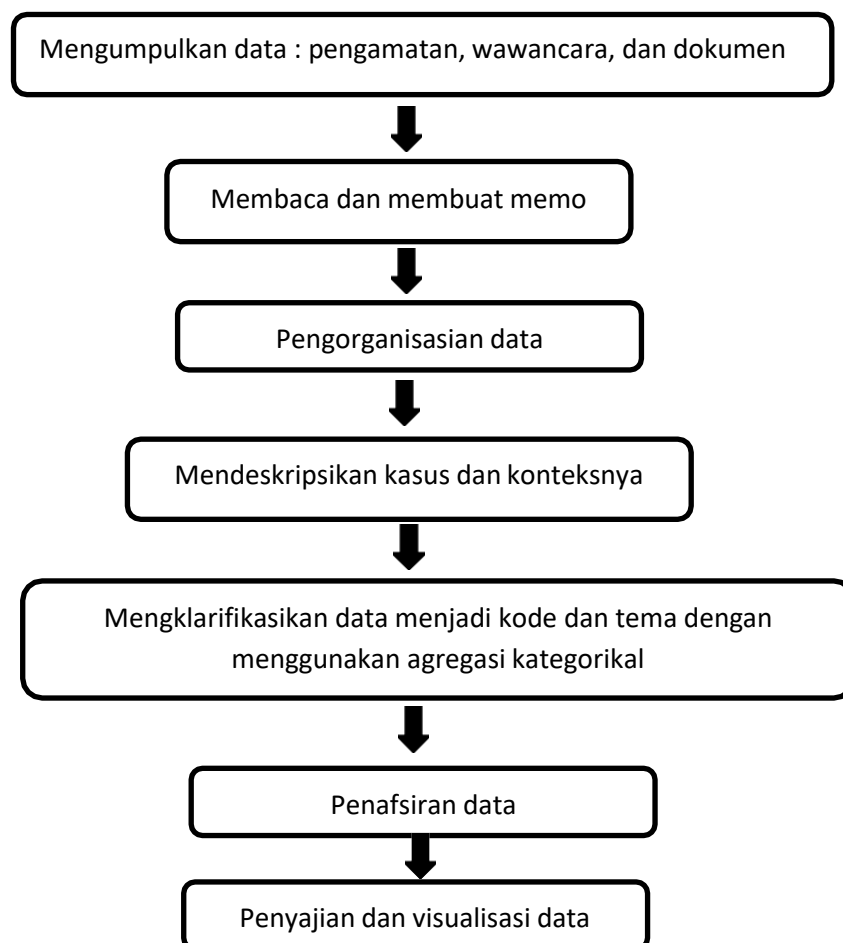 Mengumpulkan data : pengamatan, wawancara, dan dokumen
Membaca dan membuat memo
Pengorganisasian data
Mendeskripsikan kasus dan konteksnya
Mengklarifikasikan data menjadi kode dan tema dengan
menggunakan agregasi kategorikal
Penafsiran data
Penyajian dan visualisasi data